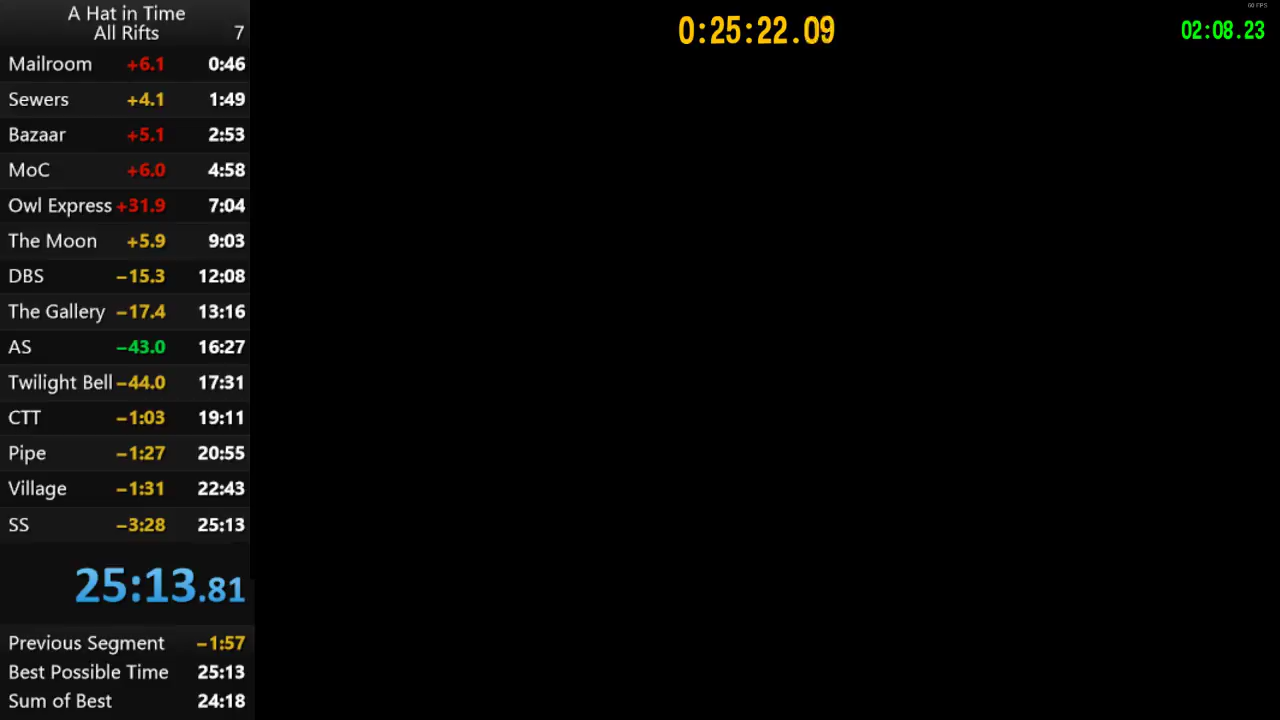 A Hat in Time
All Rifts 7
Mailroom +6.1 0:46
Sewers +4.1 1:49
Bazaar +5.1 2:53
MoC +6.0 4:58
Owl Express +31.9 7:04
The Moon +5.9 9:03
DBS −15.3 12:08
The Gallery −17.4 13:16
AS −43.0 16:27
Twilight Bell −44.0 17:31
CTT −1:03 19:11
Pipe −1:27 20:55
Village −1:31 22:43
SS −3:28 25:13
25:13.81
Previous Segment −1:57
Best Possible Time 25:13
Sum of Best 24:18
0:25:22.09
60 FPS
02:08.23